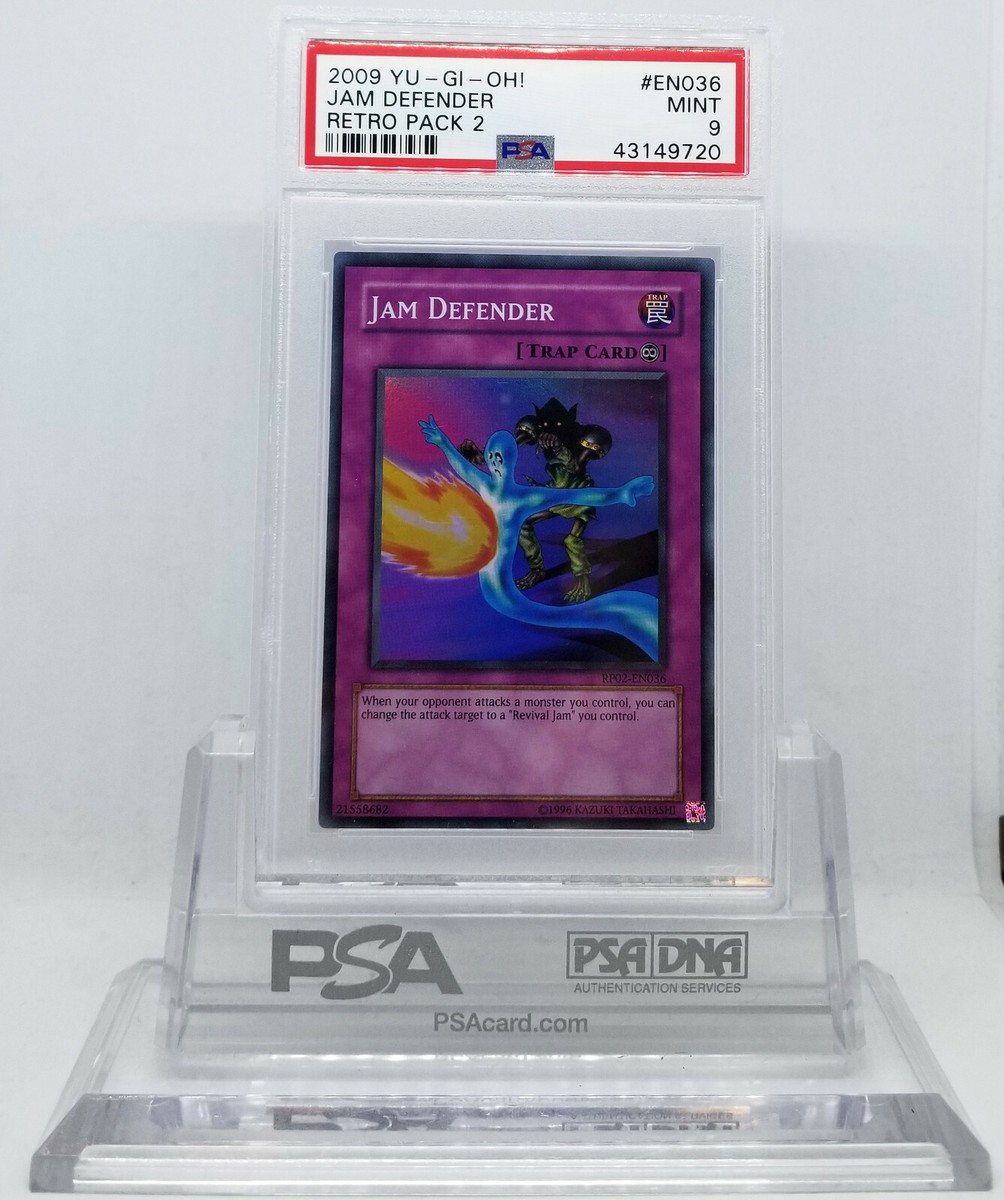 2009 YU-GI-OH! #EN036
JAM DEFENDER MINT
RETRO PACK 2 9
PSA 43149720
JAM DEFENDER
TRAP
罠
[TRAP CARD∞]
RP02-EN036
When your opponent attacks a monster you control, you can
change the attack target to a "Revival Jam" you control.
21558682 ©1996 KAZUKI TAKAHASHI
PSA PSA DNA
AUTHENTICATION SERVICES
PSAcard.com